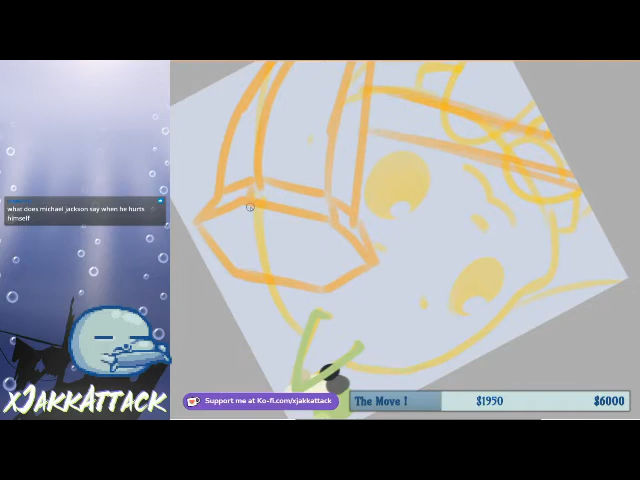 what does michael jackson say when he hurts
himself
xJakkAttack
Support me at Ko-fi.com/xjakkattack
The Move ! $1950 $6000